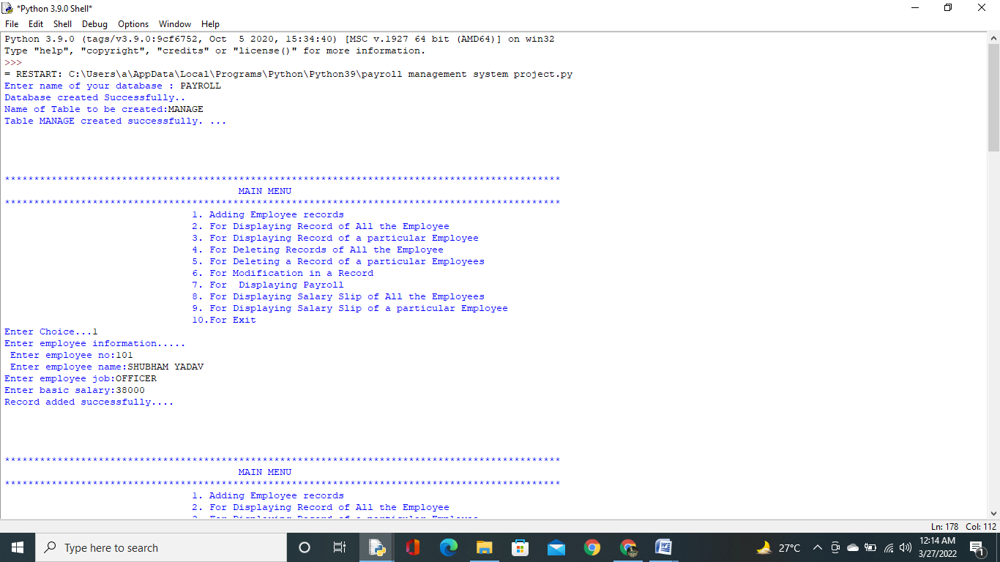 *Python 3.9.0 Shell*
File Edit Shell Debug Options Window Help
Python 3.9.0 (tags/v3.9.0:9cf6752, Oct  5 2020, 15:34:40) [MSC v.1927 64 bit (AMD64)] on win32
Type "help", "copyright", "credits" or "license()" for more information.
>>>
= RESTART: C:\Users\a\AppData\Local\Programs\Python\Python39\payroll management system project.py
Enter name of your database : PAYROLL
Database created Successfully..
Name of Table to be created:MANAGE
Table MANAGE created successfully. ...
***********************************************************************************************
MAIN MENU
***********************************************************************************************
1. Adding Employee records
2. For Displaying Record of All the Employee
3. For Displaying Record of a particular Employee
4. For Deleting Records of All the Employee
5. For Deleting a Record of a particular Employees
6. For Modification in a Record
7. For  Displaying Payroll
8. For Displaying Salary Slip of All the Employees
9. For Displaying Salary Slip of a particular Employee
10.For Exit
Enter Choice...1
Enter employee information.....
Enter employee no:101
Enter employee name:SHUBHAM YADAV
Enter employee job:OFFICER
Enter basic salary:38000
Record added successfully....
***********************************************************************************************
MAIN MENU
***********************************************************************************************
1. Adding Employee records
2. For Displaying Record of All the Employee
3. For Displaying Record of a particular Employee
Ln: 178 Col: 112
Type here to search
27°C
12:14 AM
3/27/2022
1